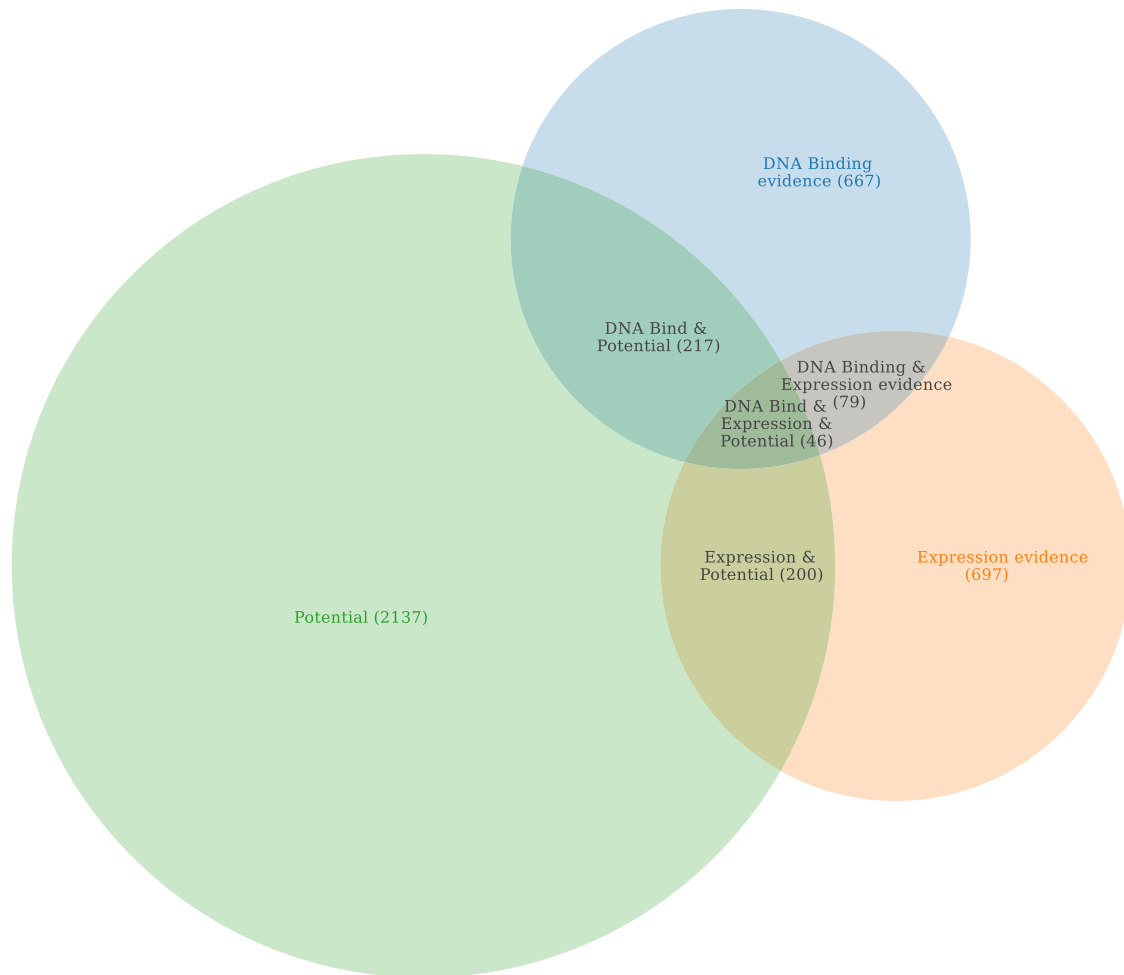 DNA Binding
evidence (667)
DNA Bind &
Potential (217)
DNA Binding &
Expression evidence
(79)
DNA Bind &
Expression &
Potential (46)
Expression &
Potential (200)
Expression evidence
(697)
Potential (2137)